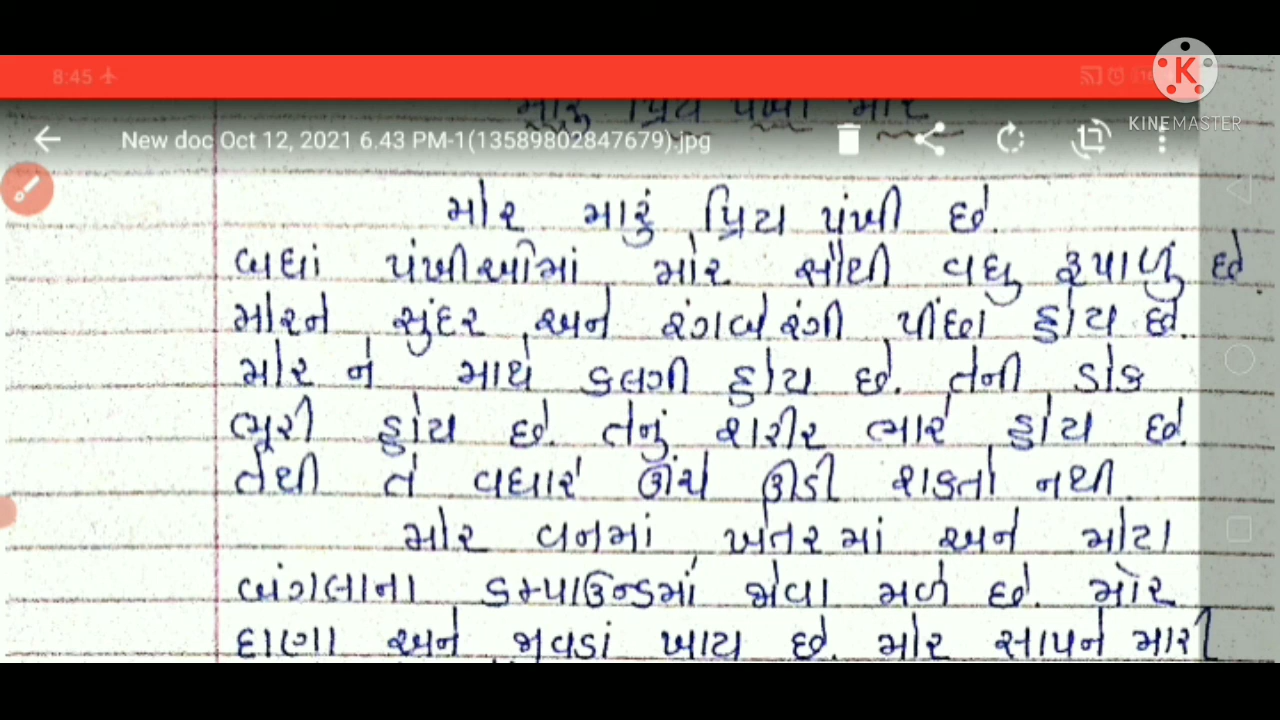 8:45
KINEMASTER
મારૂ પ્રિય પંખી મોર
New doc Oct 12, 2021 6.43 PM-1(13589802847679).jpg
મોર મારું પ્રિય પંખી છે.
બધાં પંખીઓમાં મોર સૌથી વધુ રૂપાળું છે.
મોરને સુંદર અને રંગબેરંગી પીંછા હોય છે.
મોર ને માથે કલગી હોય છે. તેની ડોક
ભૂરી હોય છે. તેનું શરીર ભારે હોય છે.
તેથી તે વધારે ઊંચે ઊડી શકતો નથી.
મોર વનમાં, ખેતરમાં અને મોટા
બંગલાના કમ્પાઉન્ડમાં જોવા મળે છે. મોર
દાણા અને જીવડાં ખાય છે. મોર સાપને મારી